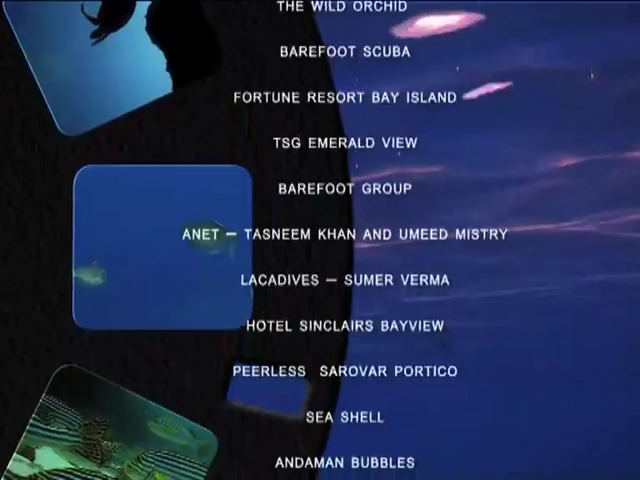 THE WILD ORCHID
BAREFOOT SCUBA
FORTUNE RESORT BAY ISLAND
TSG EMERALD VIEW
BAREFOOT GROUP
ANET – TASNEEM KHAN AND UMEED MISTRY
LACADIVES – SUMER VERMA
HOTEL SINCLAIRS BAYVIEW
PEERLESS SAROVAR PORTICO
SEA SHELL
ANDAMAN BUBBLES